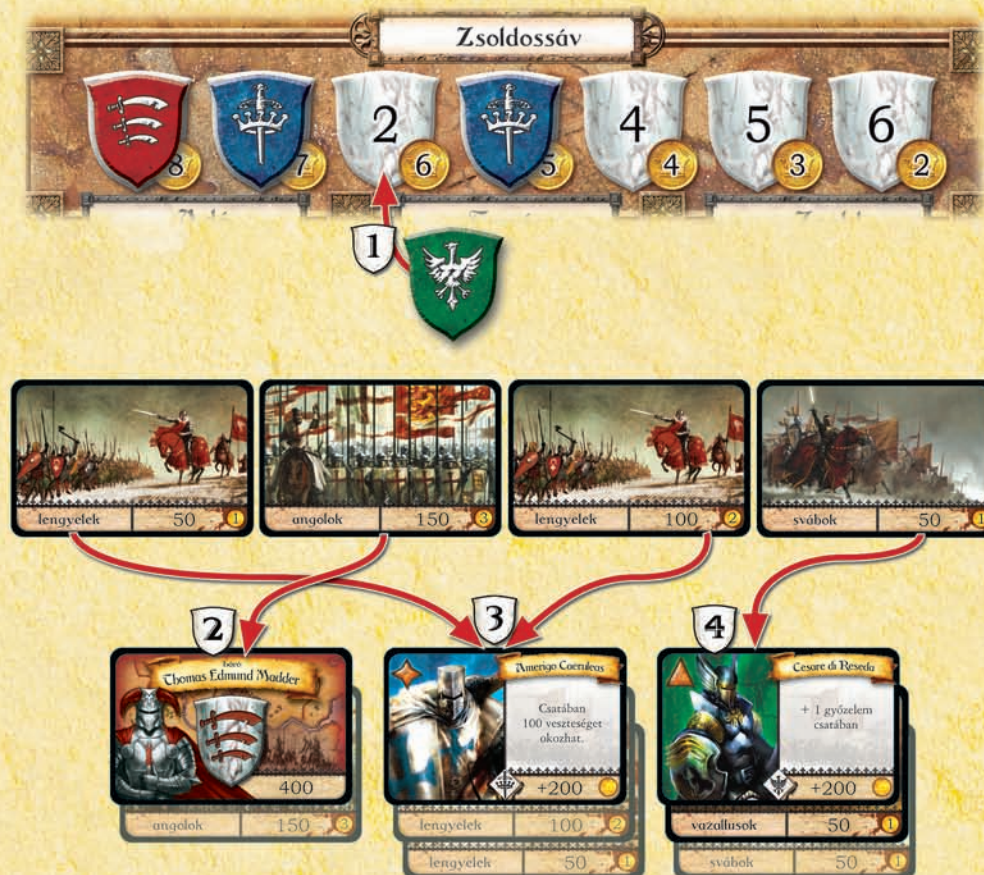 Zsoldossáv
2 4 5 6
8 7 6 5 4 3 2
1
lengyelek 50 1
angolok 150 3
lengyelek 100 2
svábok 50 1
2
3
4
báró
Thomas Edmund Madder
400
angolok 150 3
Amerigo Caeruleas
Csatában
100 veszteséget
okozhat.
+200
lengyelek 100 2
lengyelek 50 1
Cesare di Reseda
+ 1 győzelem
csatában
+200
vazallusok 50 1
svábok 50 1